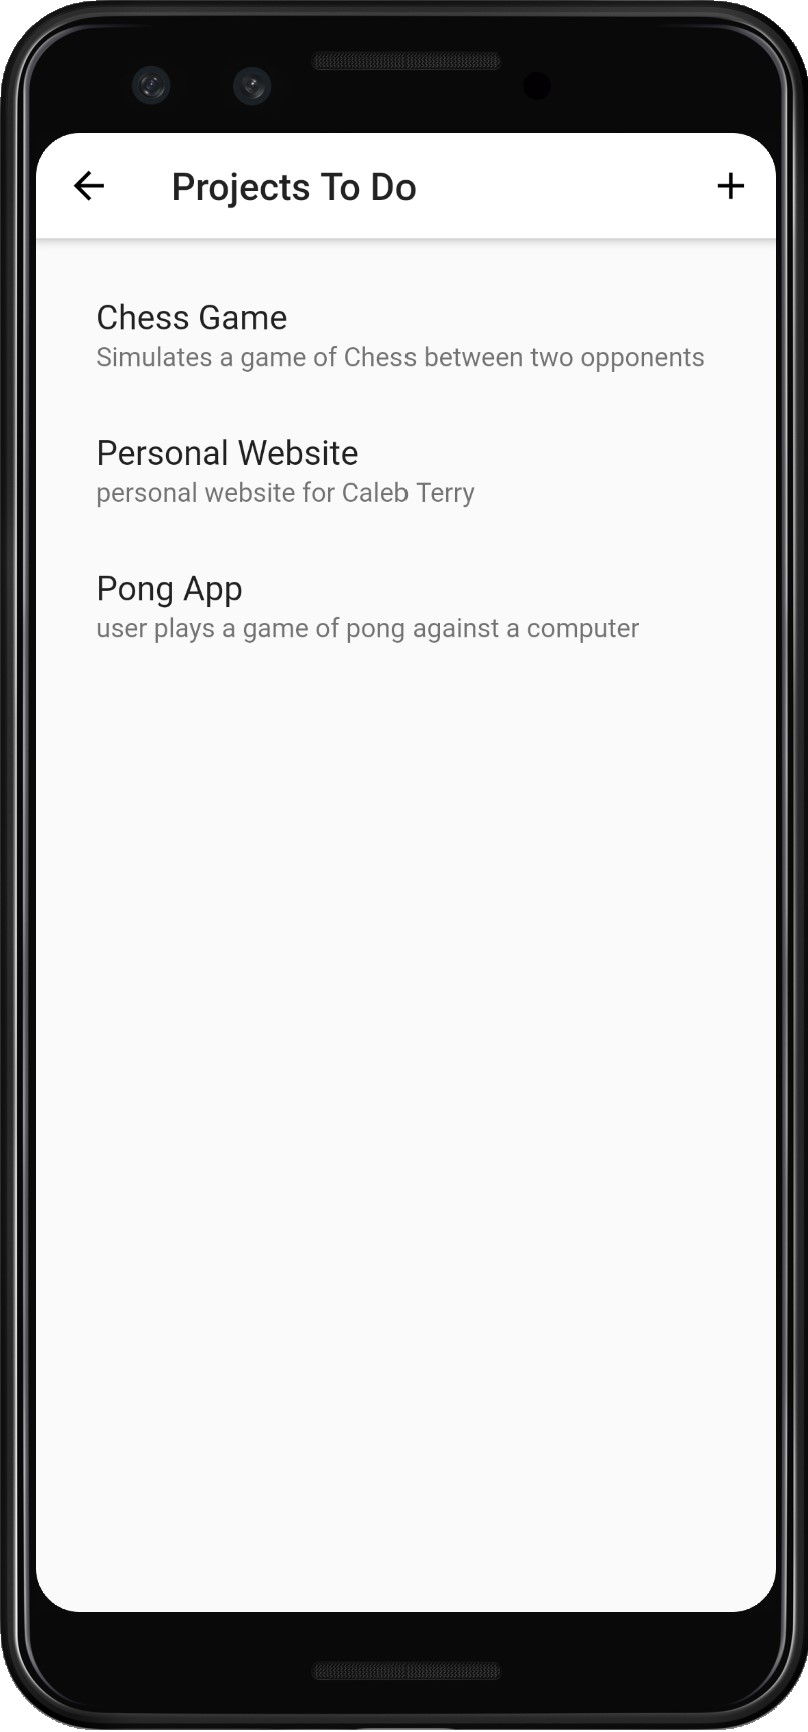 Projects To Do
Chess Game
Simulates a game of Chess between two opponents
Personal Website
personal website for Caleb Terry
Pong App
user plays a game of pong against a computer